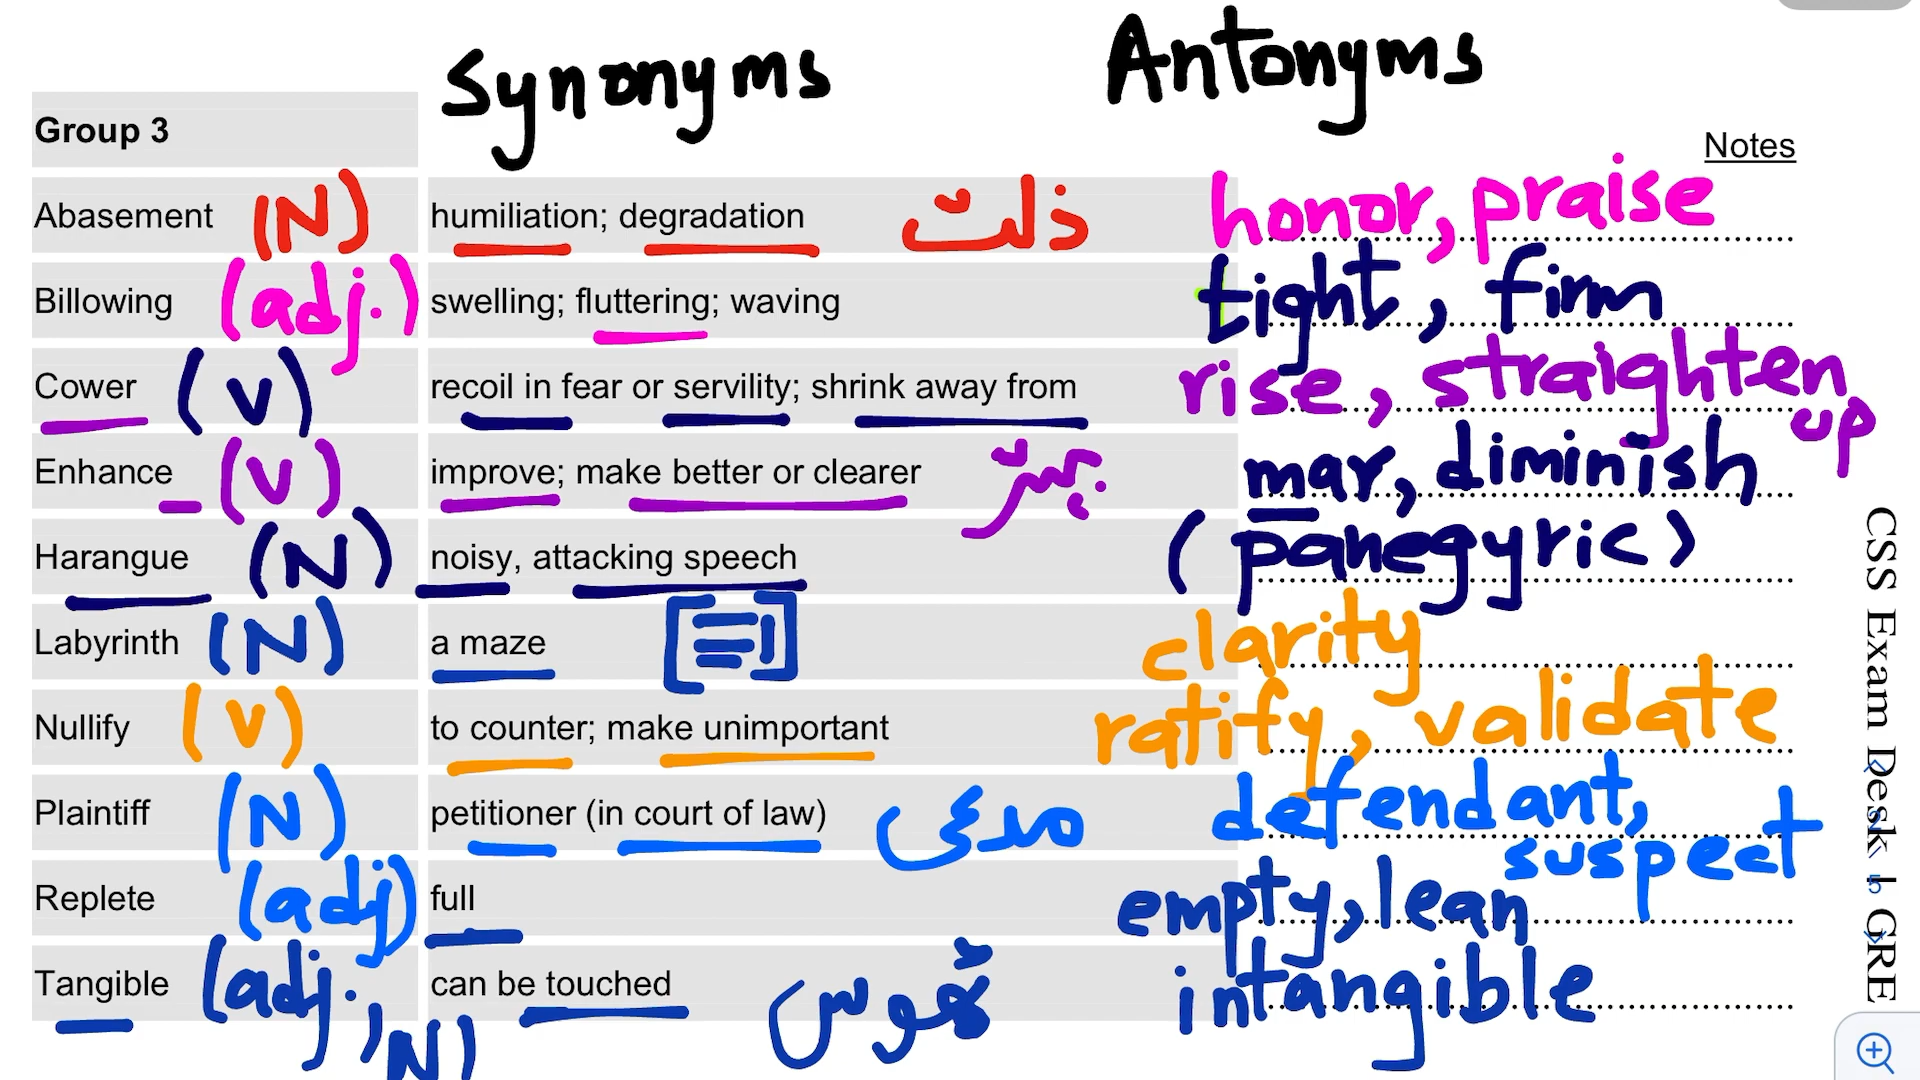 Synonyms Antonyms
Group 3
Notes
Abasement (N) humiliation; degradation ذلت honor, praise
Billowing (adj.) swelling; fluttering; waving tight, firm
Cower (V) recoil in fear or servility; shrink away from rise, straighten up
Enhance (V) improve; make better or clearer mar, diminish
Harangue (N) noisy, attacking speech (panegyric)
Labyrinth (N) a maze clarity
Nullify (V) to counter; make unimportant ratify, validate
Plaintiff (N) petitioner (in court of law) مدعی defendant, suspect
Replete (adj) full empty, lean
Tangible (adj., N) can be touched intangible
CSS Exam Desk GRE